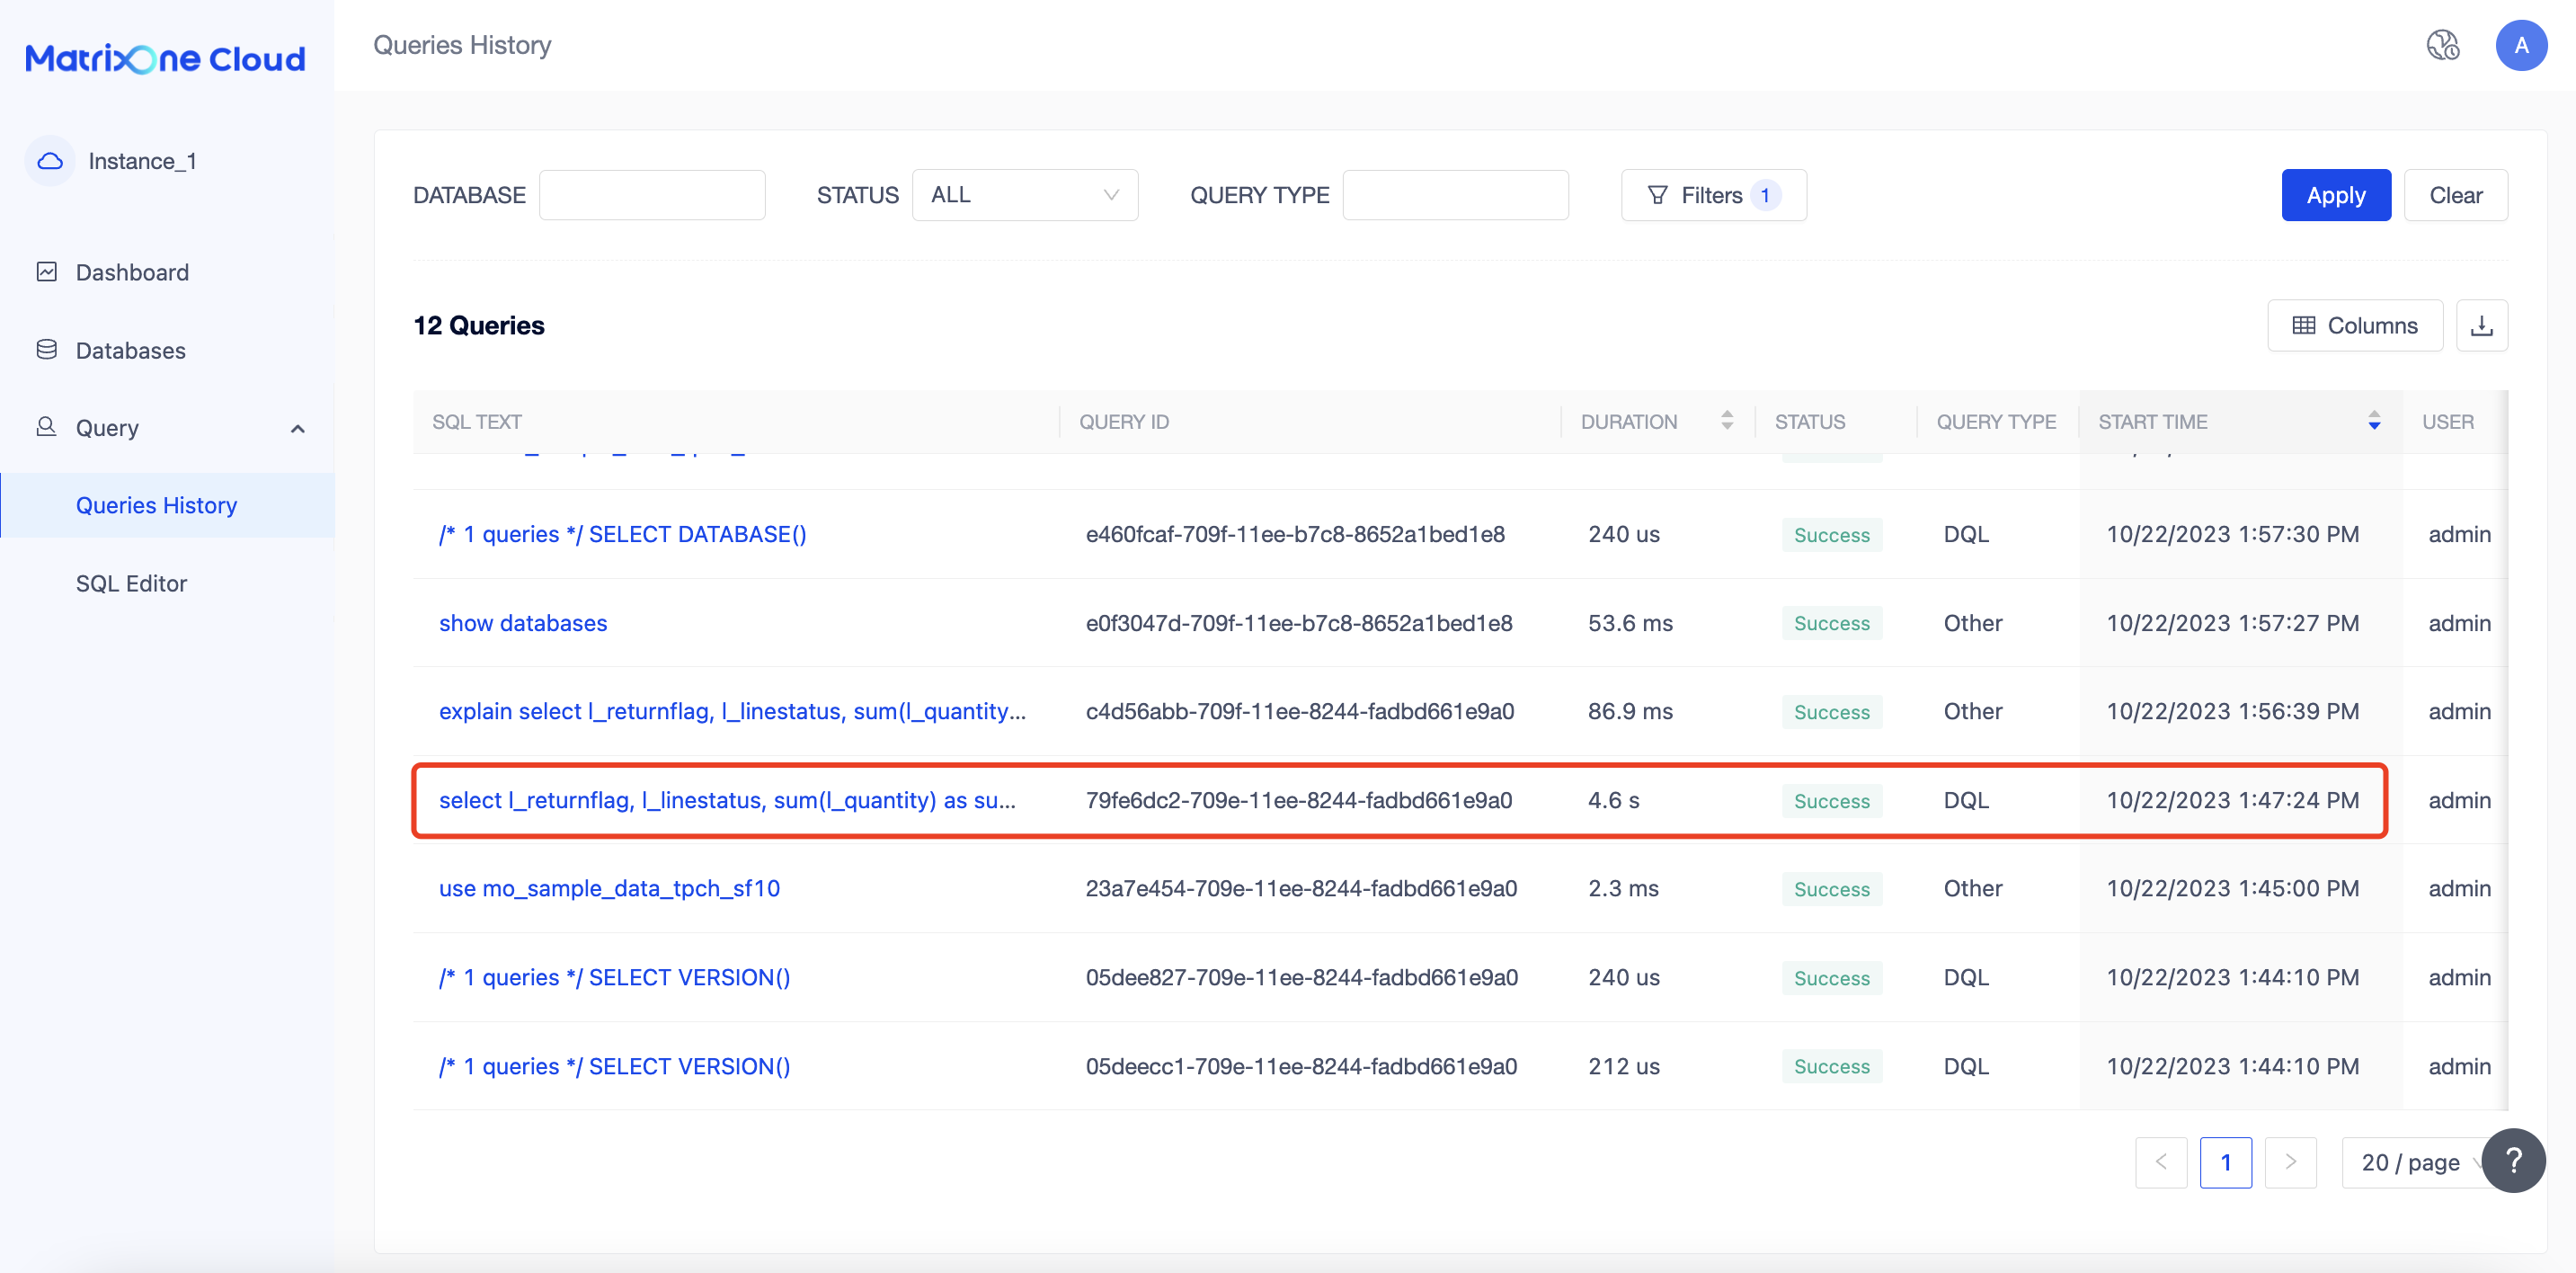 MatrixOne Cloud
Queries History
A
Instance_1
Dashboard
Databases
Query
Queries History
SQL Editor
DATABASE STATUS ALL QUERY TYPE Filters 1 Apply Clear
12 Queries Columns
SQL TEXT QUERY ID DURATION STATUS QUERY TYPE START TIME USER
/* 1 queries */ SELECT DATABASE() e460fcaf-709f-11ee-b7c8-8652a1bed1e8 240 us Success DQL 10/22/2023 1:57:30 PM admin
show databases e0f3047d-709f-11ee-b7c8-8652a1bed1e8 53.6 ms Success Other 10/22/2023 1:57:27 PM admin
explain select l_returnflag, l_linestatus, sum(l_quantity... c4d56abb-709f-11ee-8244-fadbd661e9a0 86.9 ms Success Other 10/22/2023 1:56:39 PM admin
select l_returnflag, l_linestatus, sum(l_quantity) as su... 79fe6dc2-709e-11ee-8244-fadbd661e9a0 4.6 s Success DQL 10/22/2023 1:47:24 PM admin
use mo_sample_data_tpch_sf10 23a7e454-709e-11ee-8244-fadbd661e9a0 2.3 ms Success Other 10/22/2023 1:45:00 PM admin
/* 1 queries */ SELECT VERSION() 05dee827-709e-11ee-8244-fadbd661e9a0 240 us Success DQL 10/22/2023 1:44:10 PM admin
/* 1 queries */ SELECT VERSION() 05deecc1-709e-11ee-8244-fadbd661e9a0 212 us Success DQL 10/22/2023 1:44:10 PM admin
< 1 > 20 / page ?